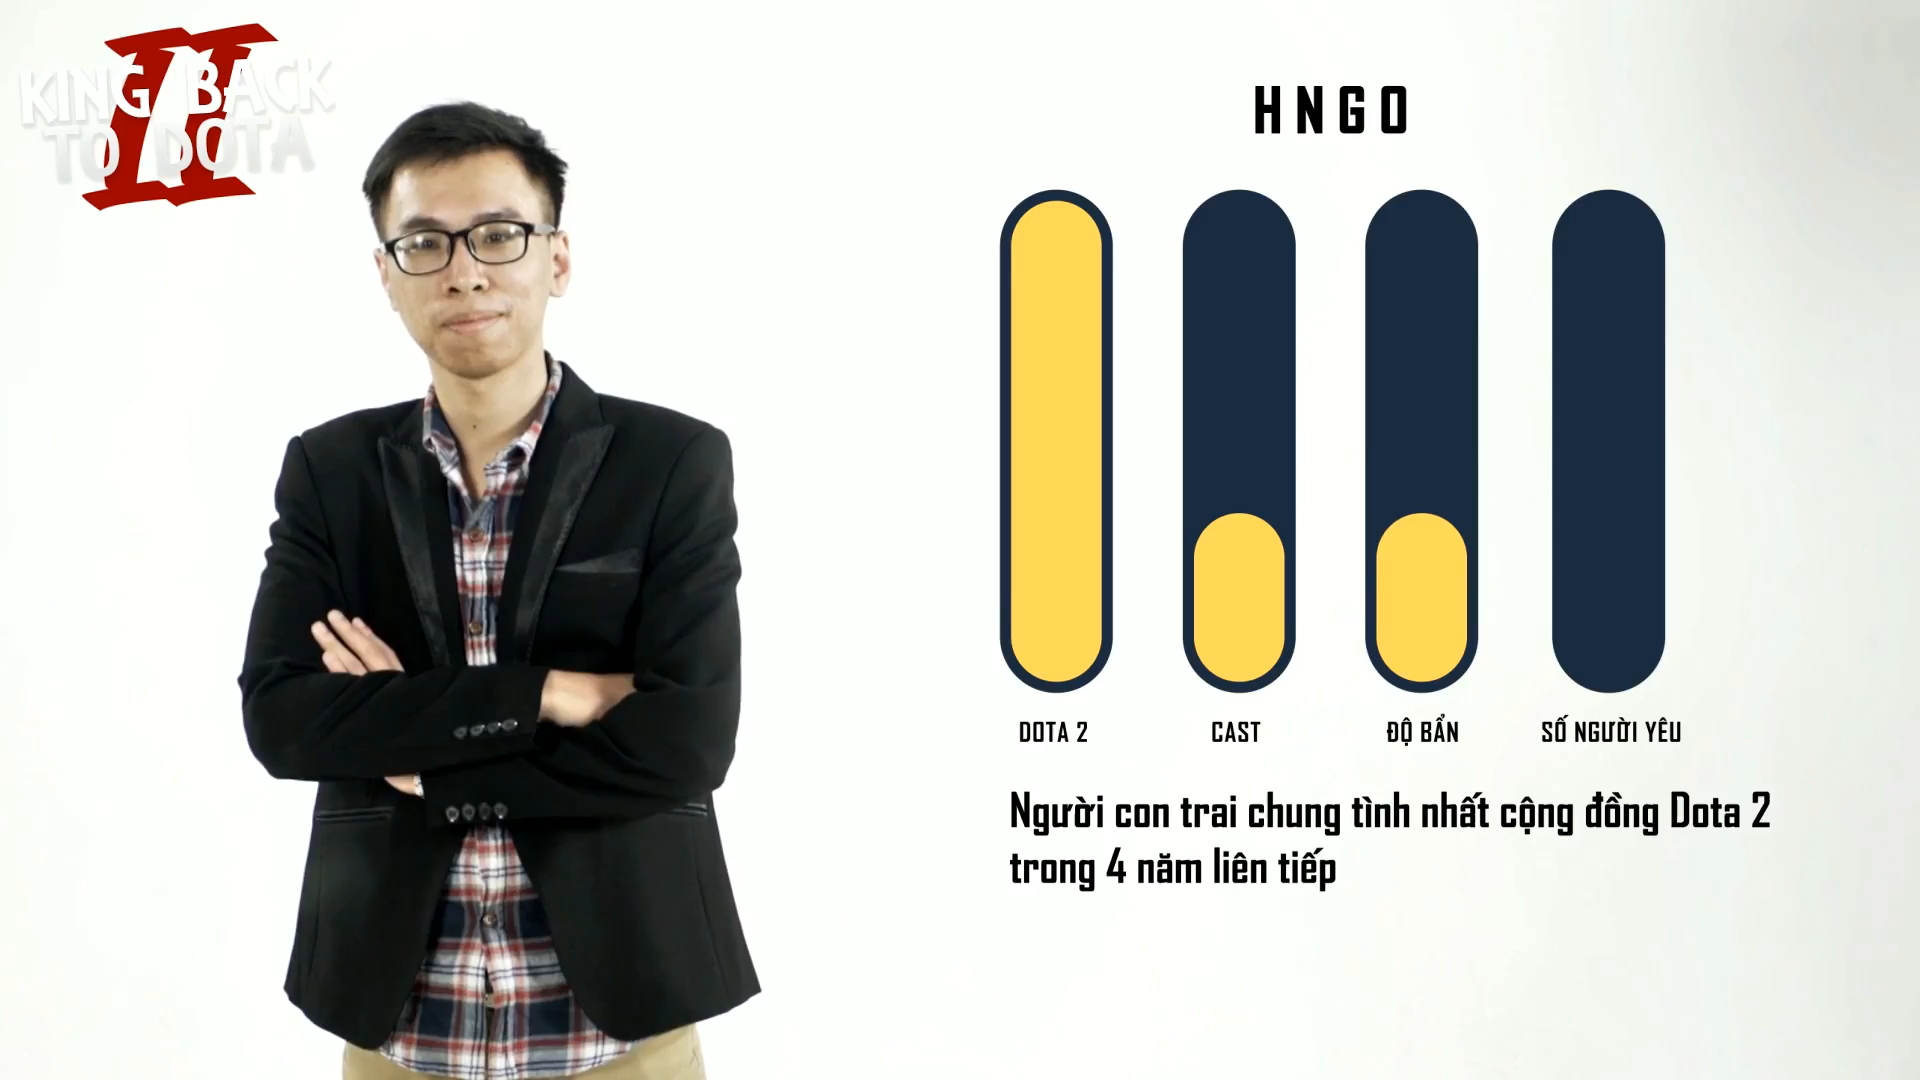 KING BACK
TO DOTA
II
HNGO
DOTA 2
CAST
ĐỘ BẨN
SỐ NGƯỜI YÊU
Người con trai chung tình nhất cộng đồng Dota 2
trong 4 năm liên tiếp